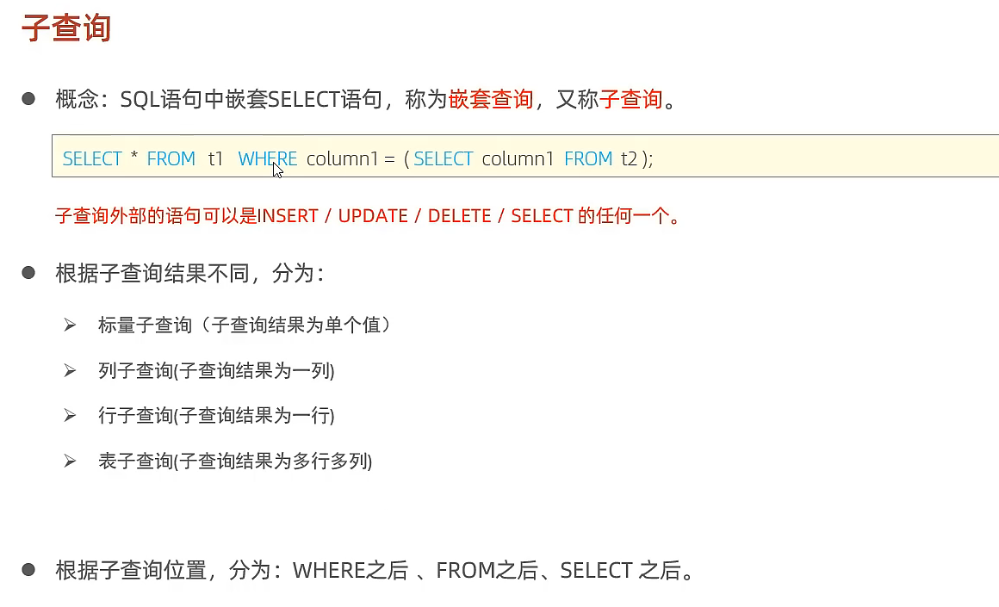 子查询
概念：SQL语句中嵌套SELECT语句，称为嵌套查询，又称子查询。
SELECT * FROM t1 WHERE column1 = ( SELECT column1 FROM t2 );
子查询外部的语句可以是INSERT / UPDATE / DELETE / SELECT 的任何一个。
根据子查询结果不同，分为：
标量子查询（子查询结果为单个值）
列子查询(子查询结果为一列)
行子查询(子查询结果为一行)
表子查询(子查询结果为多行多列)
根据子查询位置，分为：WHERE之后 、FROM之后、SELECT 之后。